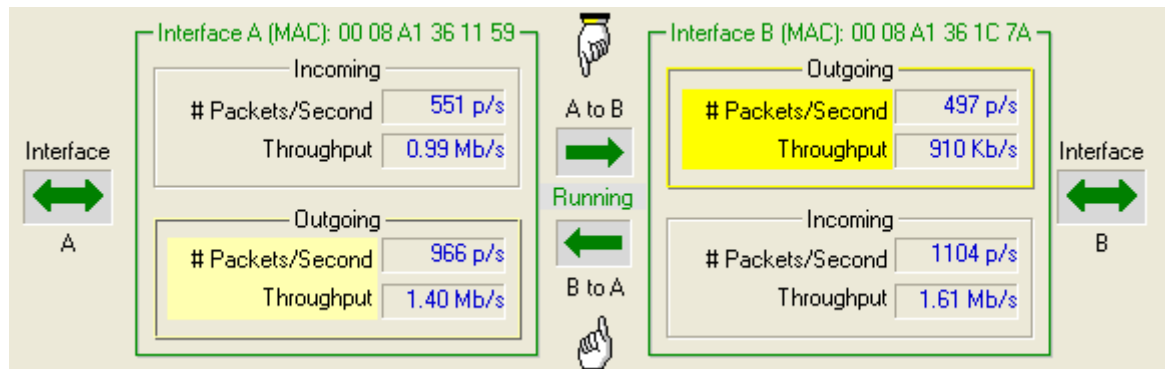 Interface A (MAC): 00 08 A1 36 11 59
Incoming
# Packets/Second 551 p/s
Throughput 0.99 Mb/s
Outgoing
# Packets/Second 966 p/s
Throughput 1.40 Mb/s
Interface
A
A to B
Running
B to A
Interface B (MAC): 00 08 A1 36 1C 7A
Outgoing
# Packets/Second 497 p/s
Throughput 910 Kb/s
Incoming
# Packets/Second 1104 p/s
Throughput 1.61 Mb/s
Interface
B